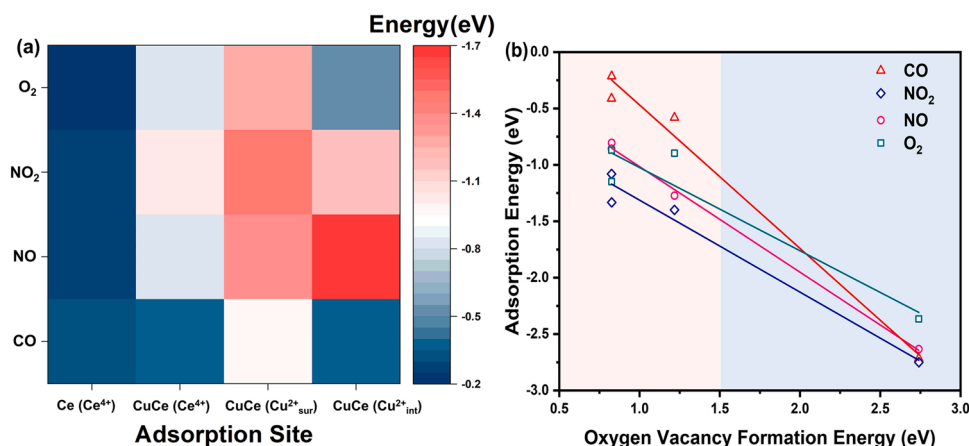 (a)
Energy(eV)
O₂
NO₂
NO
CO
-1.7
-1.4
-1.1
-0.8
-0.5
-0.2
Ce (Ce⁴⁺)
CuCe (Ce⁴⁺)
CuCe (Cu²⁺sur)
CuCe (Cu²⁺int)
Adsorption Site
(b)
Adsorption Energy (eV)
0.0
-0.5
-1.0
-1.5
-2.0
-2.5
-3.0
CO
NO₂
NO
O₂
0.5 1.0 1.5 2.0 2.5 3.0
Oxygen Vacancy Formation Energy (eV)